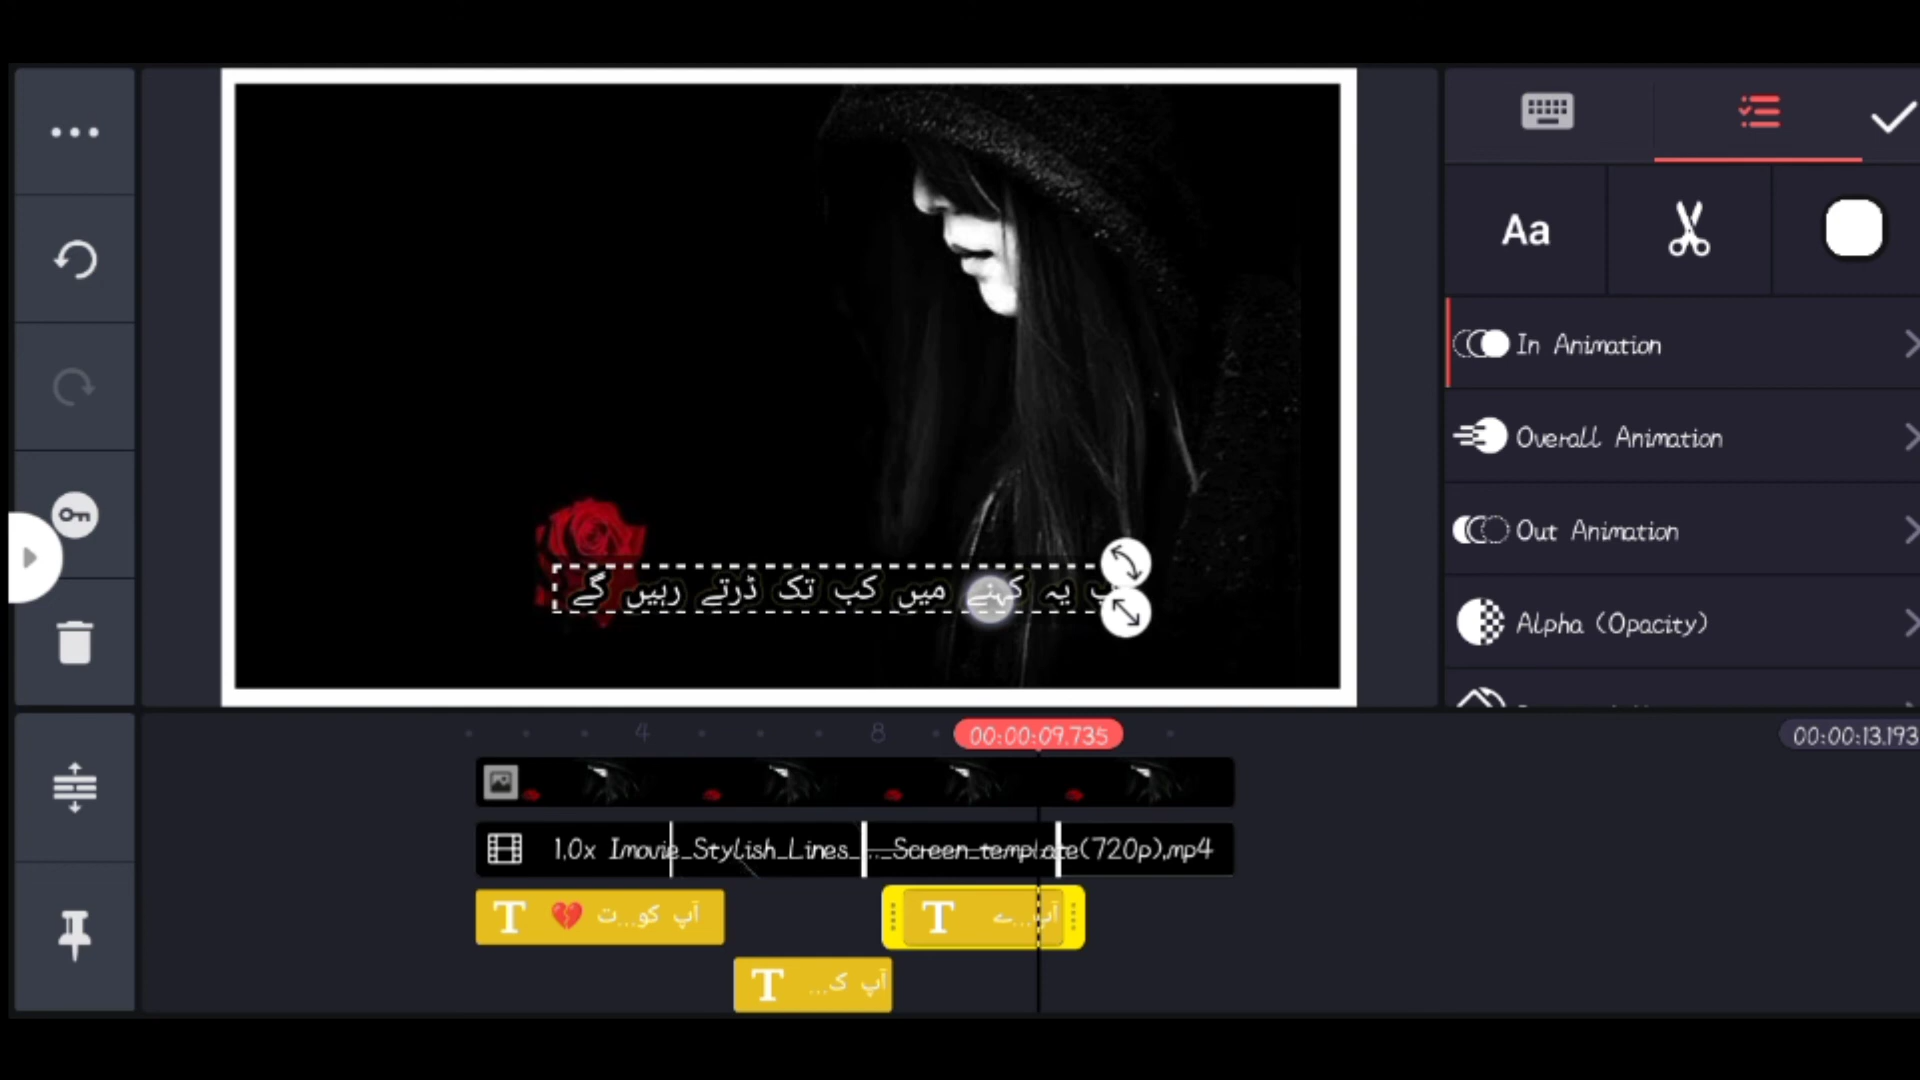 Aa
In Animation
Overall Animation
Out Animation
Alpha (Opacity)
یہ کہنے میں کب تک ڈرتے رہیں گے
4
8
00:00:09.735
00:00:13.193
1.0x Imovie_Stylish_Lines_..._Screen_template(720p).mp4
T آپ کو...ت 💔
T آپ...ے
T آپ ک...